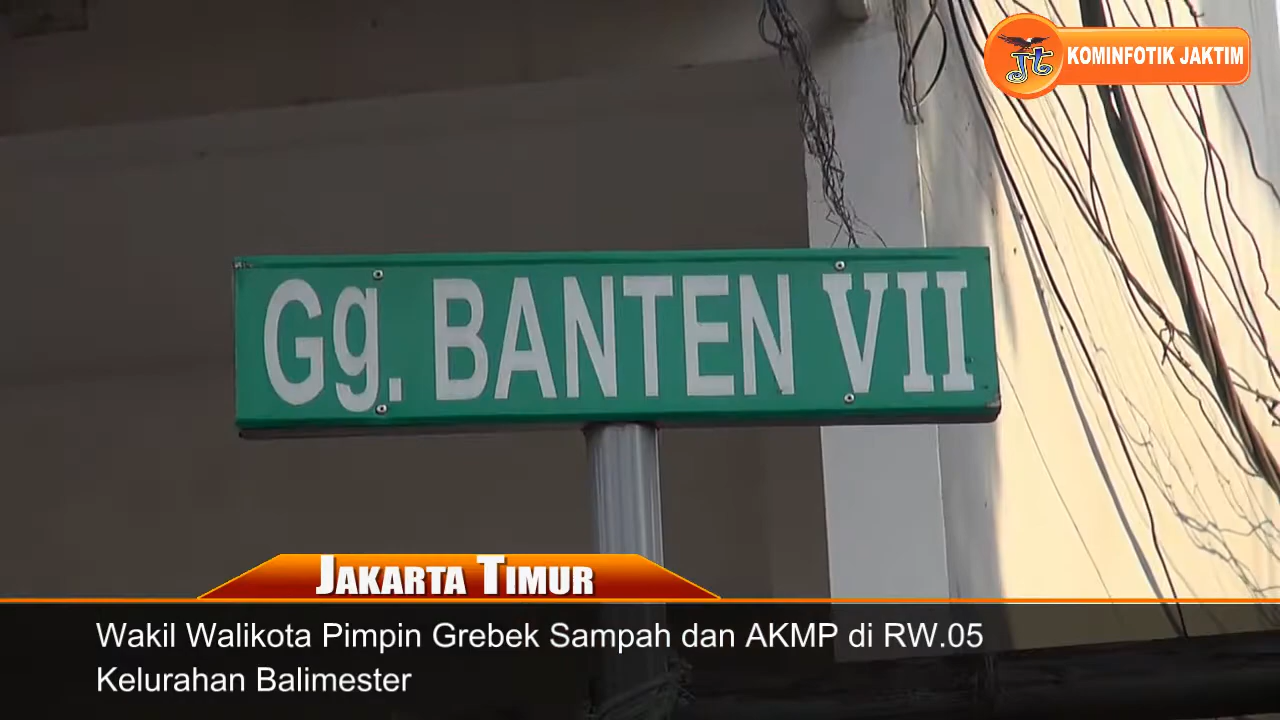 Jt KOMINFOTIK JAKTIM
Gg. BANTEN VII
JAKARTA TIMUR
Wakil Walikota Pimpin Grebek Sampah dan AKMP di RW.05
Kelurahan Balimester